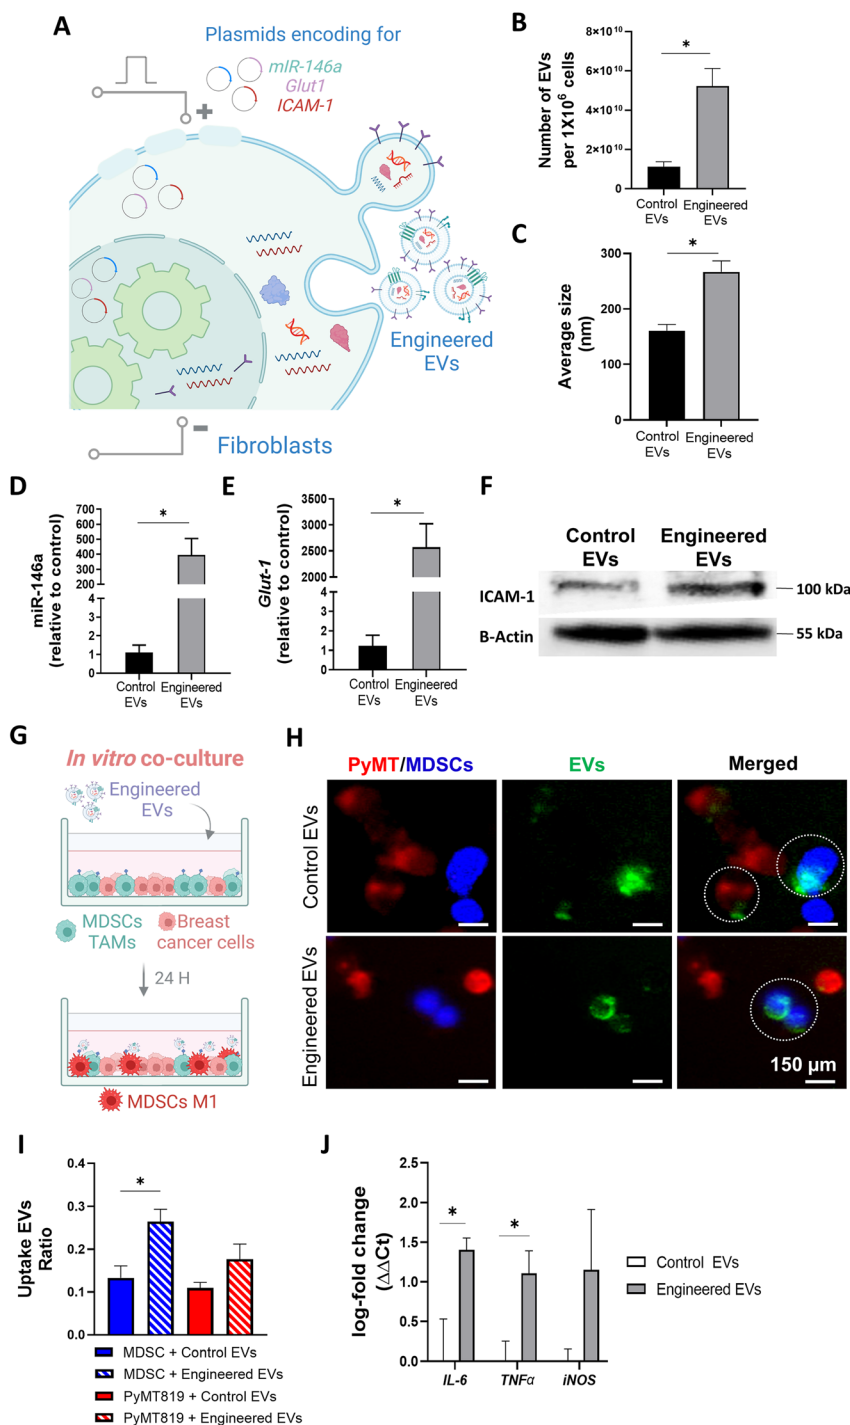 A
Plasmids encoding for
mIR-146a
Glut1
ICAM-1
+
Engineered
EVs
−
Fibroblasts
B
Number of EVs
per 1X10⁶ cells
8×10¹⁰
6×10¹⁰
4×10¹⁰
2×10¹⁰
0
*
Control
EVs
Engineered
EVs
C
Average size
(nm)
300
200
100
0
*
Control
EVs
Engineered
EVs
D
miR-146a
(relative to control)
700
600
500
400
300
200
4
3
2
1
0
*
Control
EVs
Engineered
EVs
E
Glut-1
(relative to control)
3500
3000
2500
2000
4
3
2
1
0
*
Control
EVs
Engineered
EVs
F
Control
EVs
Engineered
EVs
ICAM-1
100 kDa
B-Actin
55 kDa
G
In vitro co-culture
Engineered
EVs
MDSCs
TAMs
Breast
cancer cells
24 H
MDSCs M1
H
PyMT/MDSCs
EVs
Merged
Control EVs
Engineered EVs
150 µm
I
Uptake EVs
Ratio
0.4
0.3
0.2
0.1
0.0
*
MDSC + Control EVs
MDSC + Engineered EVs
PyMT819 + Control EVs
PyMT819 + Engineered EVs
J
log-fold change
(ΔΔCt)
2.5
2.0
1.5
1.0
0.5
0.0
*
*
IL-6
TNFα
iNOS
Control EVs
Engineered EVs